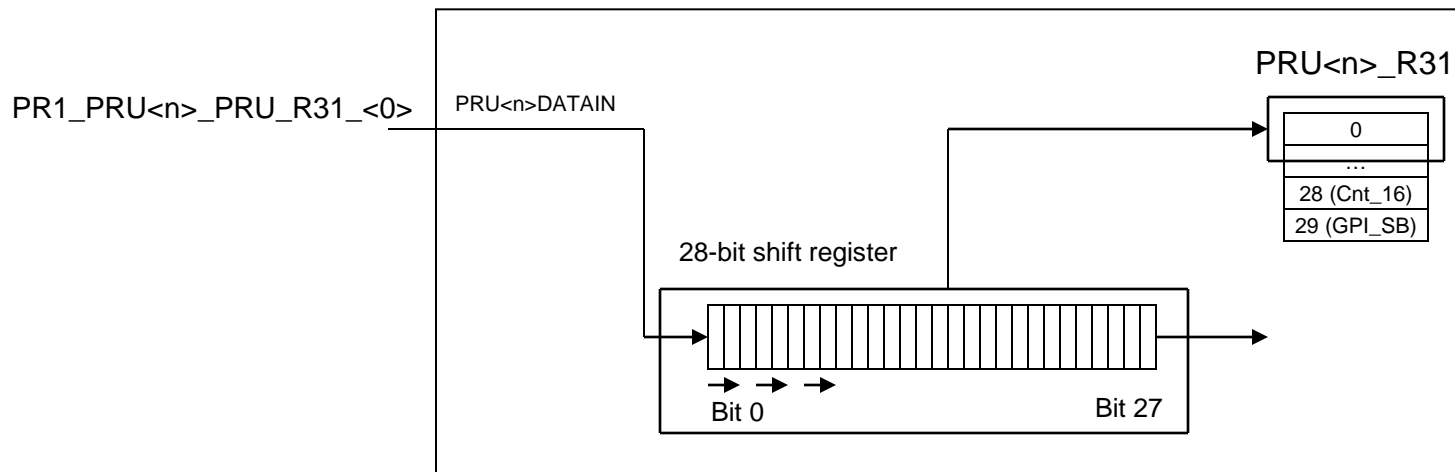 PRU<n>_R31
PR1_PRU<n>_PRU_R31_<0>
PRU<n>DATAIN
0
...
28 (Cnt_16)
29 (GPI_SB)
28-bit shift register
Bit 0
Bit 27